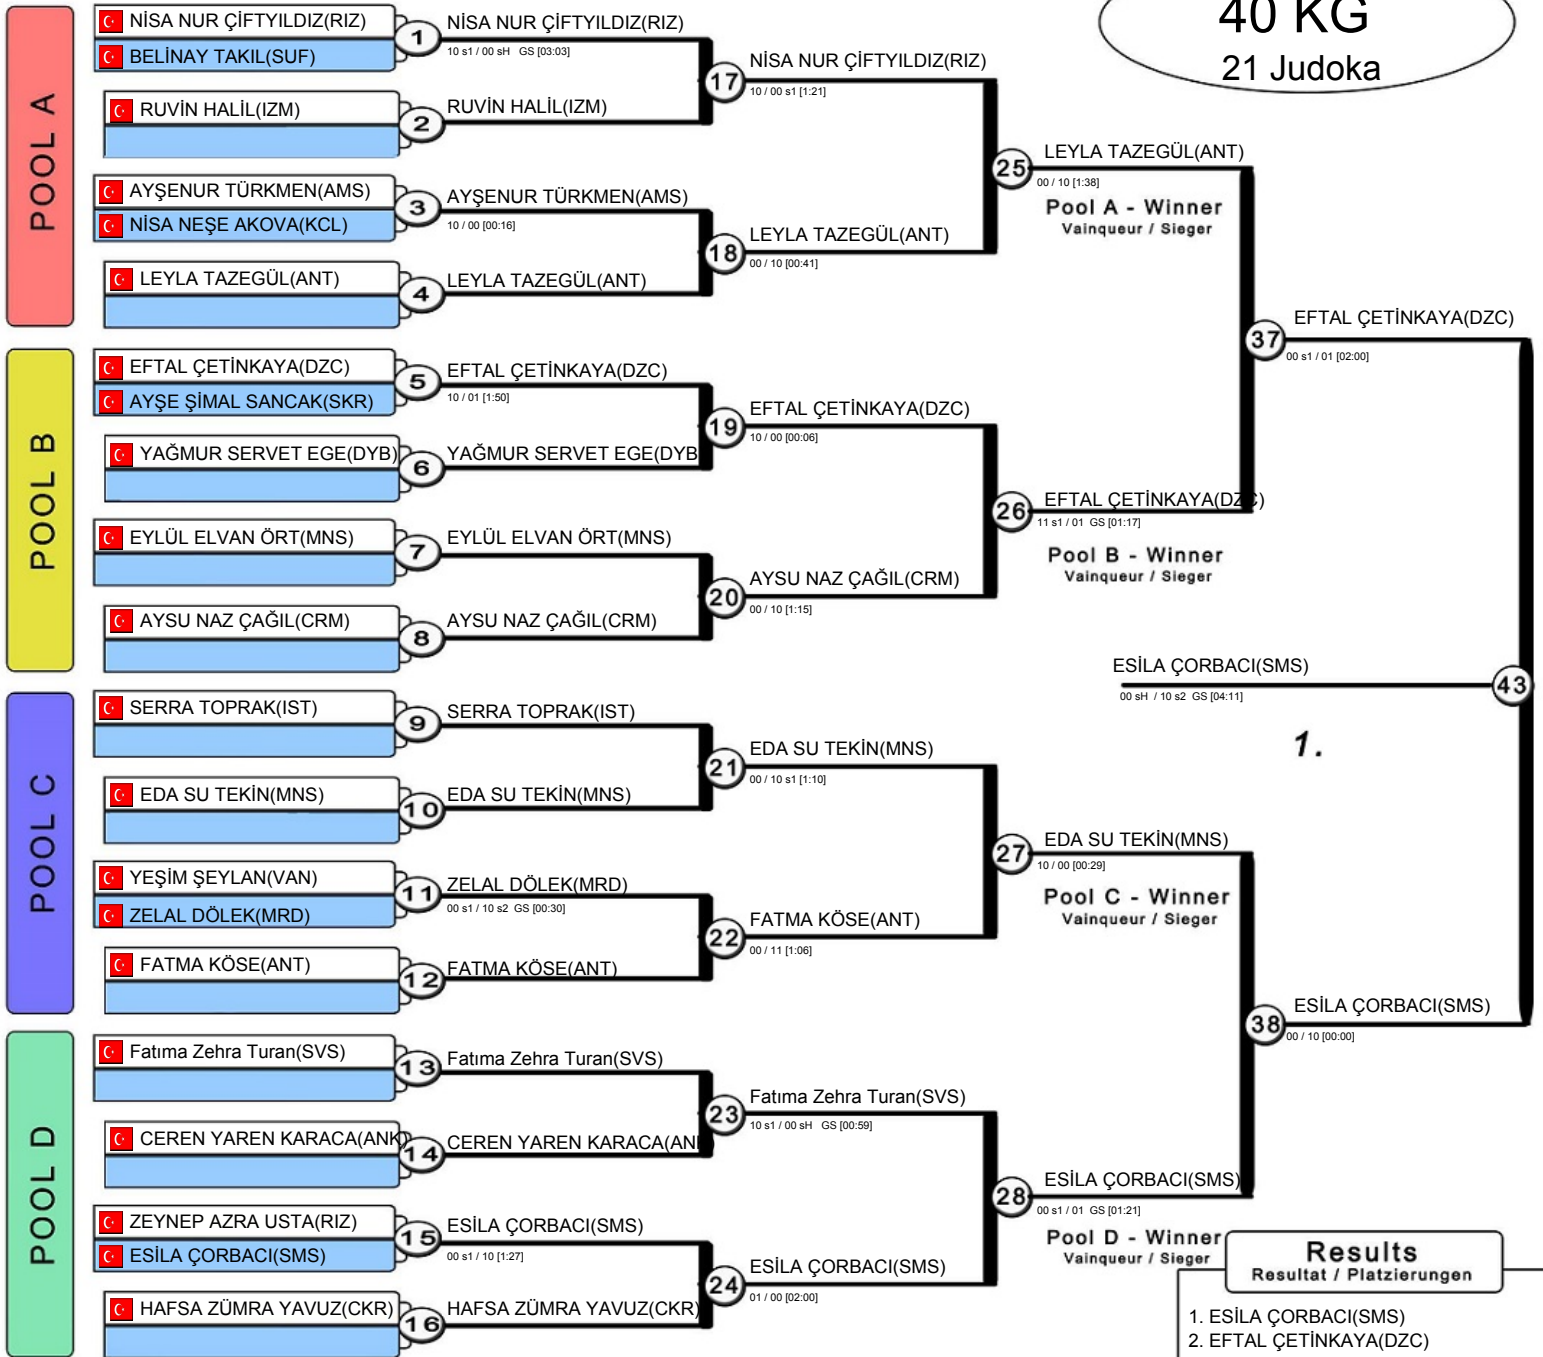 40 KG
21 Judoka
POOL A
NİSA NUR ÇİFTYILDIZ(RIZ)
BELİNAY TAKIL(SUF)
1
NİSA NUR ÇİFTYILDIZ(RIZ)
10 s1 / 00 sH GS [03:03]
RUVİN HALİL(IZM)
2
RUVİN HALİL(IZM)
17
NİSA NUR ÇİFTYILDIZ(RIZ)
10 / 00 s1 [1:21]
AYŞENUR TÜRKMEN(AMS)
NİSA NEŞE AKOVA(KCL)
3
AYŞENUR TÜRKMEN(AMS)
10 / 00 [00:16]
LEYLA TAZEGÜL(ANT)
4
LEYLA TAZEGÜL(ANT)
18
LEYLA TAZEGÜL(ANT)
00 / 10 [00:41]
25
LEYLA TAZEGÜL(ANT)
00 / 10 [1:38]
Pool A - Winner
Vainqueur / Sieger
POOL B
EFTAL ÇETİNKAYA(DZC)
AYŞE ŞİMAL SANCAK(SKR)
5
EFTAL ÇETİNKAYA(DZC)
10 / 01 [1:50]
YAĞMUR SERVET EGE(DYB)
6
YAĞMUR SERVET EGE(DYB
19
EFTAL ÇETİNKAYA(DZC)
10 / 00 [00:06]
EYLÜL ELVAN ÖRT(MNS)
7
EYLÜL ELVAN ÖRT(MNS)
AYSU NAZ ÇAĞIL(CRM)
8
AYSU NAZ ÇAĞIL(CRM)
20
AYSU NAZ ÇAĞIL(CRM)
00 / 10 [1:15]
26
EFTAL ÇETİNKAYA(DZC)
11 s1 / 01 GS [01:17]
Pool B - Winner
Vainqueur / Sieger
37
EFTAL ÇETİNKAYA(DZC)
00 s1 / 01 [02:00]
ESİLA ÇORBACI(SMS)
00 sH / 10 s2 GS [04:11]
43
1.
POOL C
SERRA TOPRAK(IST)
9
SERRA TOPRAK(IST)
EDA SU TEKİN(MNS)
10
EDA SU TEKİN(MNS)
21
EDA SU TEKİN(MNS)
00 / 10 s1 [1:10]
YEŞİM ŞEYLAN(VAN)
ZELAL DÖLEK(MRD)
11
ZELAL DÖLEK(MRD)
00 s1 / 10 s2 GS [00:30]
FATMA KÖSE(ANT)
12
FATMA KÖSE(ANT)
22
FATMA KÖSE(ANT)
00 / 11 [1:06]
27
EDA SU TEKİN(MNS)
10 / 00 [00:29]
Pool C - Winner
Vainqueur / Sieger
POOL D
Fatıma Zehra Turan(SVS)
13
Fatıma Zehra Turan(SVS)
CEREN YAREN KARACA(ANK)
14
CEREN YAREN KARACA(AN
23
Fatıma Zehra Turan(SVS)
10 s1 / 00 sH GS [00:59]
ZEYNEP AZRA USTA(RIZ)
ESİLA ÇORBACI(SMS)
15
ESİLA ÇORBACI(SMS)
00 s1 / 10 [1:27]
HAFSA ZÜMRA YAVUZ(CKR)
16
HAFSA ZÜMRA YAVUZ(CKR)
24
ESİLA ÇORBACI(SMS)
01 / 00 [02:00]
28
ESİLA ÇORBACI(SMS)
00 s1 / 01 GS [01:21]
Pool D - Winner
Vainqueur / Sieger
38
ESİLA ÇORBACI(SMS)
00 / 10 [00:00]
Results
Resultat / Platzierungen
1. ESİLA ÇORBACI(SMS)
2. EFTAL ÇETİNKAYA(DZC)